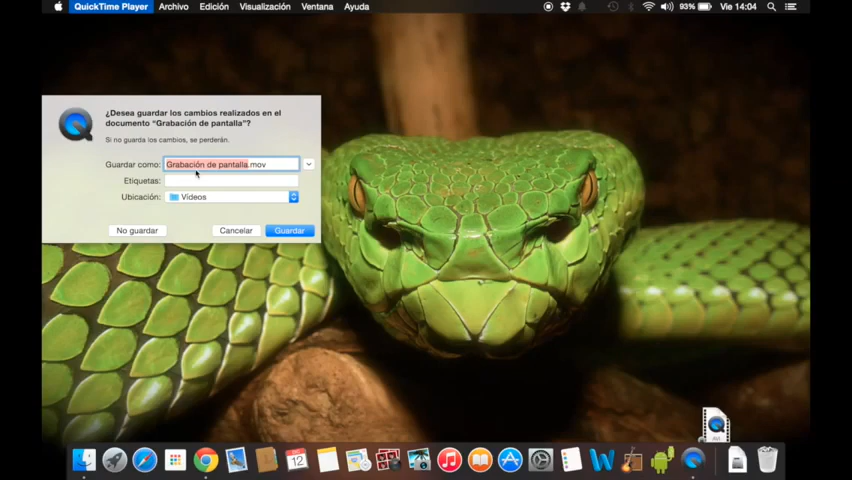 QuickTime Player Archivo Edición Visualización Ventana Ayuda 93% Vie 14:04
¿Desea guardar los cambios realizados en el
documento “Grabación de pantalla”?
Si no guarda los cambios, se perderán.
Guardar como: Grabación de pantalla.mov
Etiquetas:
Ubicación: Vídeos
No guardar Cancelar Guardar
AVI
12